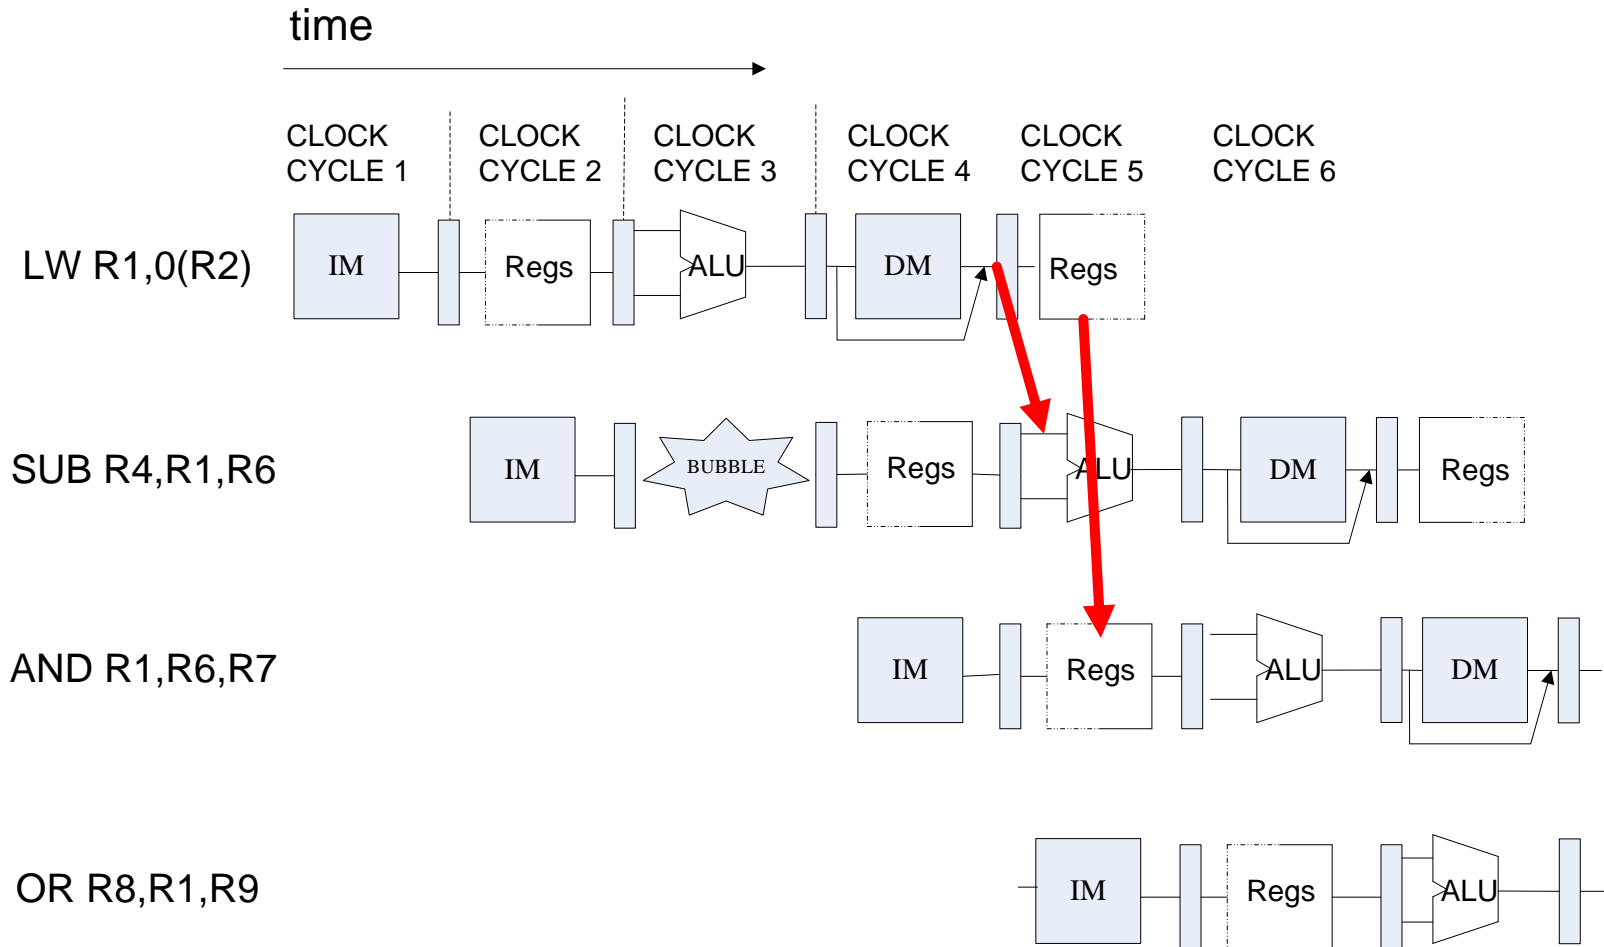 time
CLOCK CYCLE 1
CLOCK CYCLE 2
CLOCK CYCLE 3
CLOCK CYCLE 4
CLOCK CYCLE 5
CLOCK CYCLE 6
LW R1,0(R2)
IM
Regs
ALU
DM
Regs
SUB R4,R1,R6
IM
BUBBLE
Regs
ALU
DM
Regs
AND R1,R6,R7
IM
Regs
ALU
DM
OR R8,R1,R9
IM
Regs
ALU